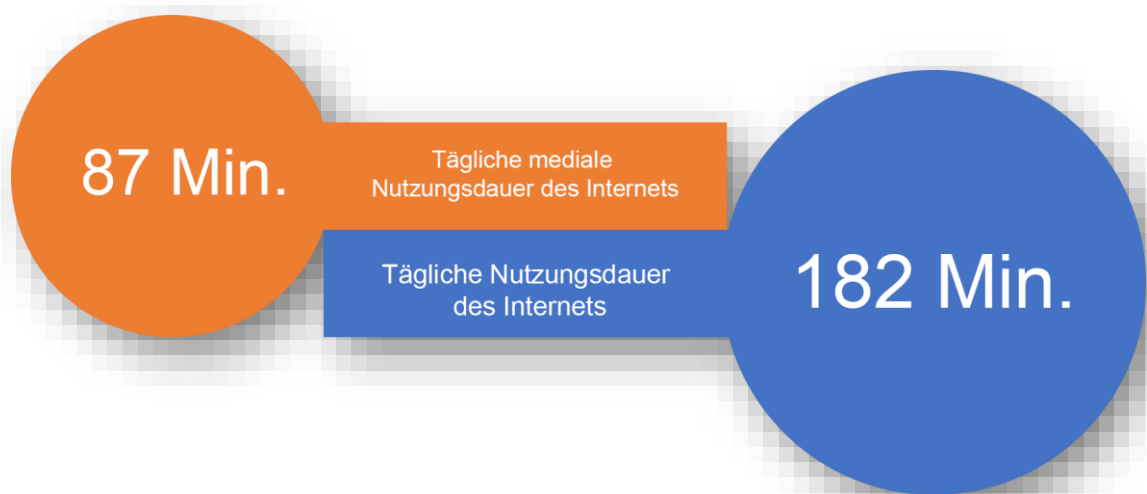 87 Min.
Tägliche mediale
Nutzungsdauer des Internets
Tägliche Nutzungsdauer
des Internets
182 Min.